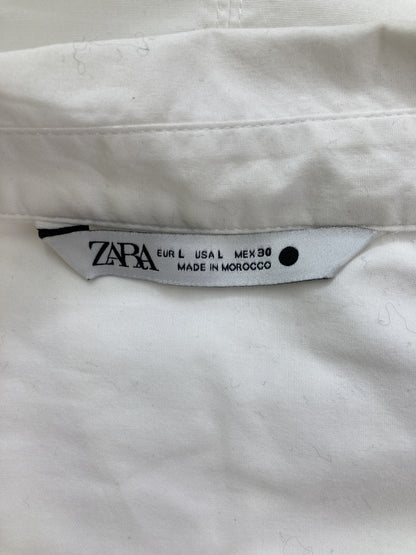 ZARA
EUR L USA L MEX 30
MADE IN MOROCCO